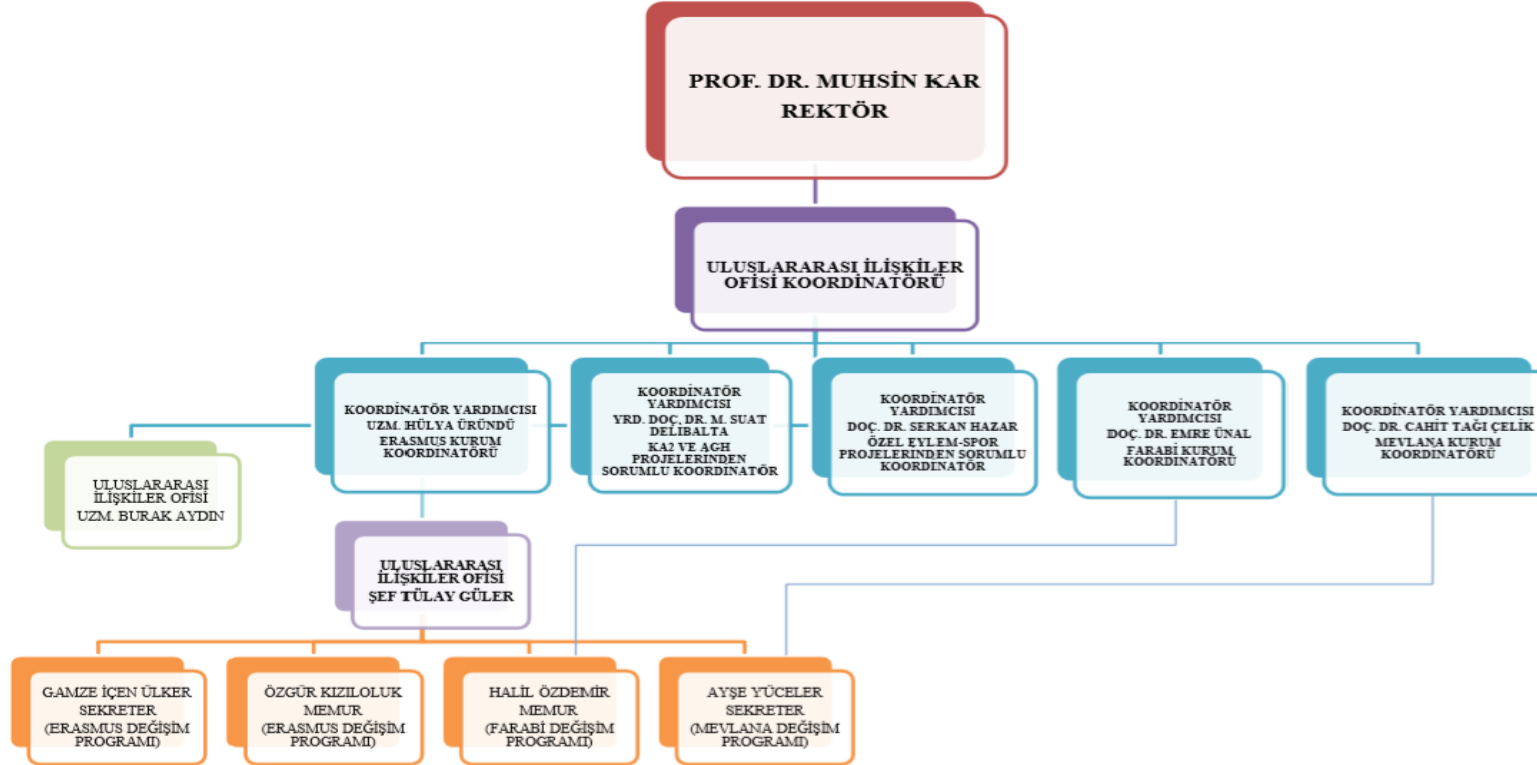 PROF. DR. MUHSİN KAR
REKTÖR
ULUSLARARASI İLİŞKİLER
OFİSİ KOORDİNATÖRÜ
KOORDİNATÖR YARDIMCISI
UZM. HÜLYA ÜRÜNDÜ
ERASMUS KURUM
KOORDİNATÖRÜ
KOORDİNATÖR
YARDIMCISI
YRD. DOÇ. DR. M. SUAT
DELİBALTA
KA2 VE AGH
PROJELERINDEN
SORUMLU KOORDINATÖR
KOORDİNATÖR
YARDIMCISI
DOÇ. DR. SERKAN HAZAR
ÖZEL EYLEM-SPOR
PROJELERINDEN SORUMLU
KOORDİNATÖR
KOORDİNATÖR
YARDIMCISI
DOÇ. DR. EMRE ÜNAL
FARABİ KURUM
KOORDİNATÖRÜ
KOORDİNATÖR YARDIMCISI
DOÇ. DR. CAHİT TAĞI ÇELİK
MEVLANA KURUM
KOORDİNATÖRÜ
ULUSLARARASI
İLİŞKİLER OFİSİ
UZM. BURAK AYDIN
ULUSLARARASI
İLİŞKİLER OFİSİ
ŞEF TÜLAY GÜLER
GAMZE İÇEN ÜLKER
SEKRETER
(ERASMUS DEĞİŞİM
PROGRAMI)
ÖZGÜR KIZILOLUK
MEMUR
(ERASMUS DEĞİŞİM
PROGRAMI)
HALİL ÖZDEMİR
MEMUR
(FARABİ DEĞİŞİM
PROGRAMI)
AYŞE YÜCELER
SEKRETER
(MEVLANA DEĞİŞİM
PROGRAMI)